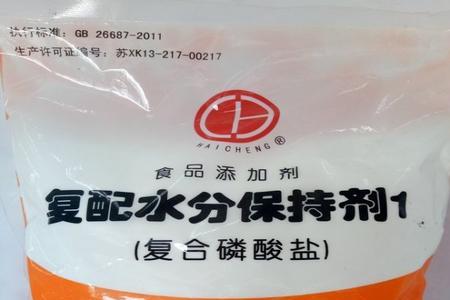 执行标准：GB 26687-2011
生产许可证编号：苏XK13-217-00217
HAICHENG®
食品添加剂
复配水分保持剂1
(复合磷酸盐)